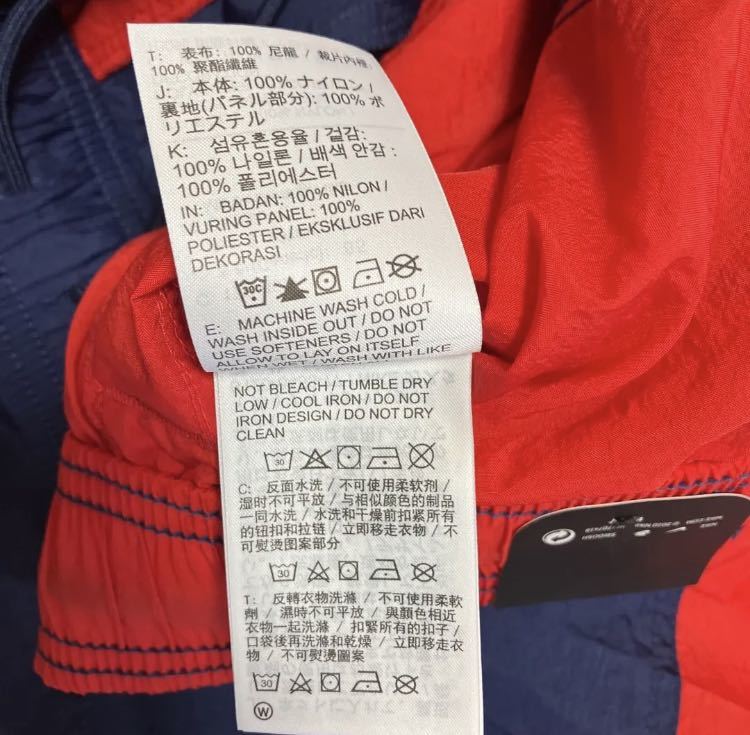 T: 表布: 100% 尼龍 / 裁片內裡:
100% 聚酯纖維
J: 本体: 100% ナイロン /
裏地(パネル部分): 100% ポ
リエステル
K: 섬유혼용율 / 겉감:
100% 나일론 / 배색 안감 :
100% 폴리에스터
IN: BADAN: 100% NILON /
VURING PANEL: 100%
POLIESTER / EKSKLUSIF DARI
DEKORASI
30C
E: MACHINE WASH COLD /
WASH INSIDE OUT / DO NOT
USE SOFTENERS / DO NOT
ALLOW TO LAY ON ITSELF
WHEN WET / WASH WITH LIKE
NOT BLEACH / TUMBLE DRY
LOW / COOL IRON / DO NOT
IRON DESIGN / DO NOT DRY
CLEAN
30
C: 反面水洗 / 不可使用柔软剂 /
湿时不可平放 / 与相似颜色的制品
一同水洗 / 水洗和干燥前扣紧所有
的钮扣和拉链 / 立即移走衣物 / 不
可熨烫图案部分
30
T: 反轉衣物洗滌 / 不可使用柔軟
劑 / 濕時不可平放 / 與顏色相近
衣物一起洗滌 / 扣緊所有的扣子 /
口袋後再洗滌和乾燥 / 立即移走衣
物 / 不可熨燙圖案
30
W